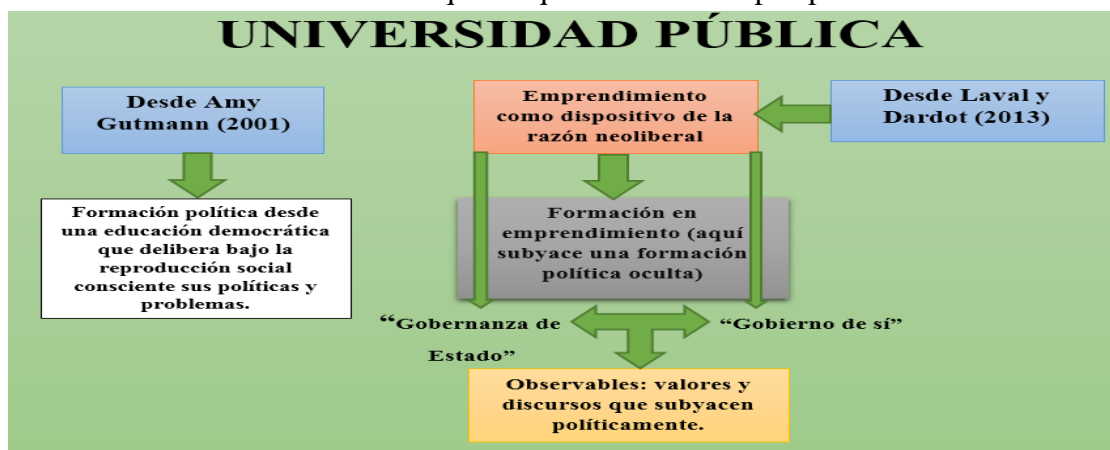 UNIVERSIDAD PÚBLICA
Desde Amy
Gutmann (2001)
Formación política desde
una educación democrática
que delibera bajo la
reproducción social
consciente sus políticas y
problemas.
Emprendimiento
como dispositivo de la
razón neoliberal
Desde Laval y
Dardot (2013)
Formación en
emprendimiento (aquí
subyace una formación
política oculta)
“Gobernanza de
Estado”
“Gobierno de sí”
Observables: valores y
discursos que subyacen
políticamente.